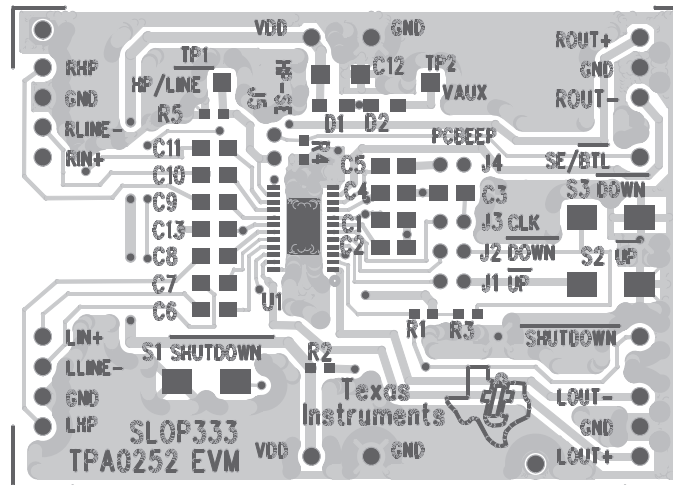 VDD GND
ROUT+
RHP TP1 C12 TP2 GND
GND HP/LINE HP-SE VAUX ROUT-
J5
RLINE- R5 D1 D2
PCBEEP
RIN+ C11 R4 C5 J4 SE/BTL
C10
C4 C3 S3 DOWN
C9
C13 C1 J3 CLK
C8 C2 J2 DOWN S2 UP
C7 J1 UP
C6 U1
LIN+ R1 R3 SHUTDOWN
LLINE- S1 SHUTDOWN R2
GND Texas LOUT-
LHP Instruments GND
SLOP333
TPA0252 EVM VDD GND LOUT+